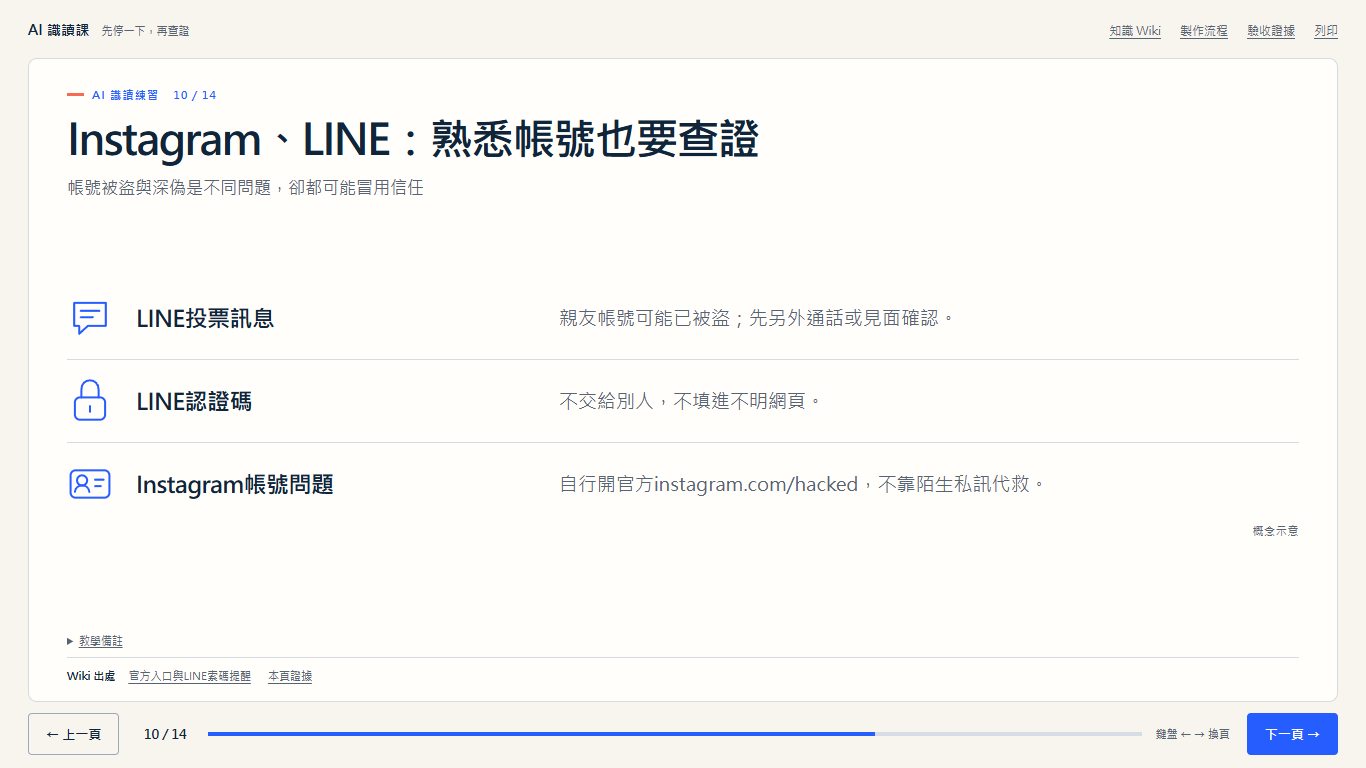 AI 識讀課 先停一下，再查證
知識 Wiki 製作流程 驗收證據 列印
AI 識讀練習 10 / 14
Instagram、LINE：熟悉帳號也要查證
帳號被盜與深偽是不同問題，卻都可能冒用信任
LINE投票訊息 親友帳號可能已被盜；先另外通話或見面確認。
LINE認證碼 不交給別人，不填進不明網頁。
Instagram帳號問題 自行開官方instagram.com/hacked，不靠陌生私訊代救。
概念示意
▶ 教學備註
Wiki 出處 官方入口與LINE索碼提醒 本頁證據
← 上一頁 10 / 14 鍵盤 ← → 換頁 下一頁 →